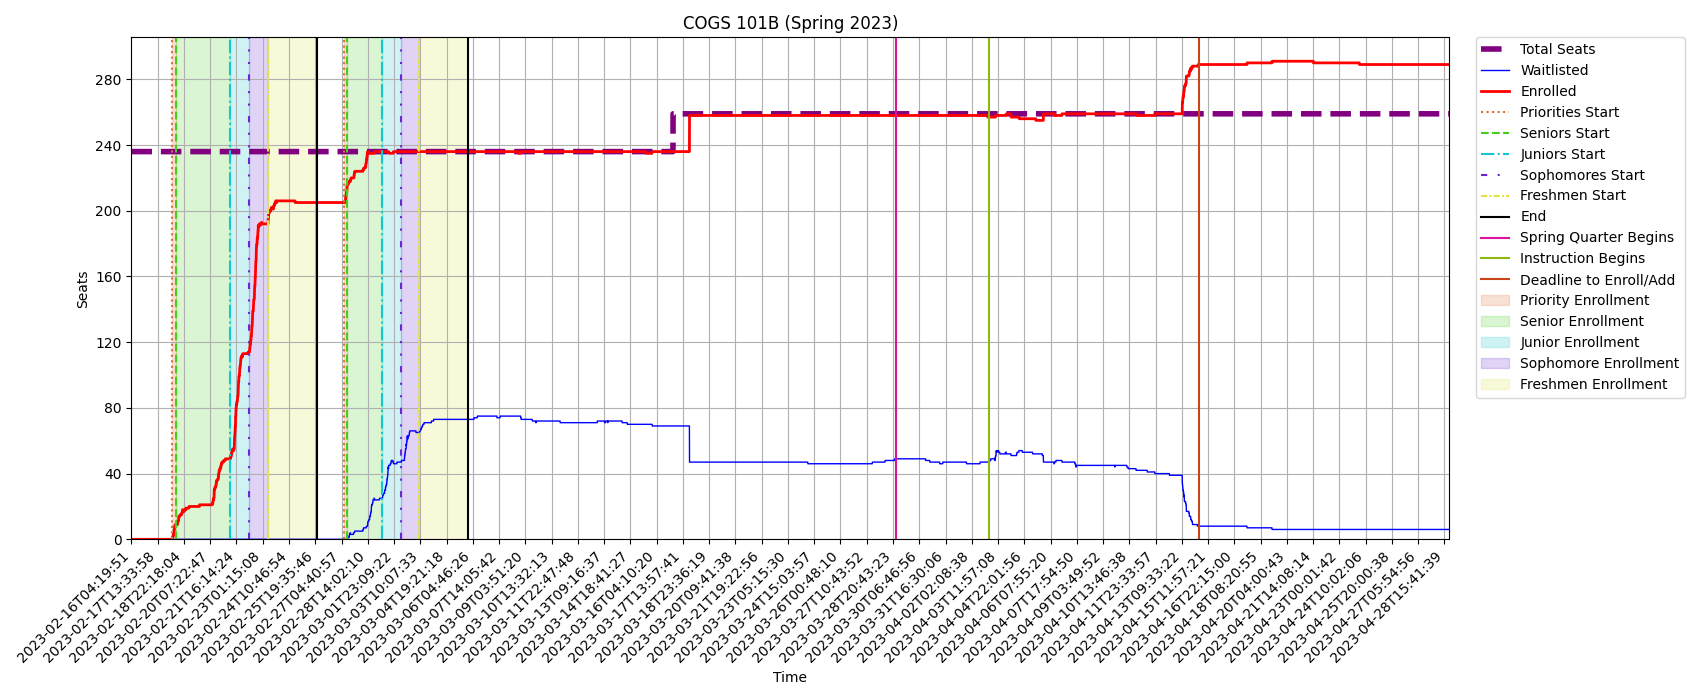 COGS 101B (Spring 2023)
Seats
280
240
200
160
120
80
40
0
2023-02-16T04:19:51
2023-02-17T13:33:58
2023-02-18T22:18:04
2023-02-20T07:22:47
2023-02-21T16:14:24
2023-02-23T01:15:08
2023-02-24T10:46:54
2023-02-25T19:35:46
2023-02-27T04:40:57
2023-02-28T14:02:10
2023-03-01T23:09:22
2023-03-03T10:07:33
2023-03-04T19:21:18
2023-03-06T04:46:26
2023-03-07T14:05:42
2023-03-09T03:51:20
2023-03-10T13:32:13
2023-03-11T22:47:48
2023-03-13T09:16:37
2023-03-14T18:41:27
2023-03-16T04:10:20
2023-03-17T13:57:41
2023-03-18T23:36:19
2023-03-20T09:41:38
2023-03-21T19:22:56
2023-03-23T05:15:30
2023-03-24T15:03:57
2023-03-26T00:48:10
2023-03-27T10:43:52
2023-03-28T20:43:23
2023-03-30T06:46:56
2023-03-31T16:30:06
2023-04-02T02:08:38
2023-04-03T11:57:08
2023-04-04T22:01:56
2023-04-06T07:55:20
2023-04-07T17:54:50
2023-04-09T03:49:52
2023-04-10T13:46:38
2023-04-11T23:33:57
2023-04-13T09:33:22
2023-04-15T11:57:21
2023-04-16T22:15:00
2023-04-18T08:20:55
2023-04-20T04:00:43
2023-04-21T14:08:14
2023-04-23T00:01:42
2023-04-24T10:02:06
2023-04-25T20:00:38
2023-04-27T05:54:56
2023-04-28T15:41:39
Time
Total Seats
Waitlisted
Enrolled
Priorities Start
Seniors Start
Juniors Start
Sophomores Start
Freshmen Start
End
Spring Quarter Begins
Instruction Begins
Deadline to Enroll/Add
Priority Enrollment
Senior Enrollment
Junior Enrollment
Sophomore Enrollment
Freshmen Enrollment